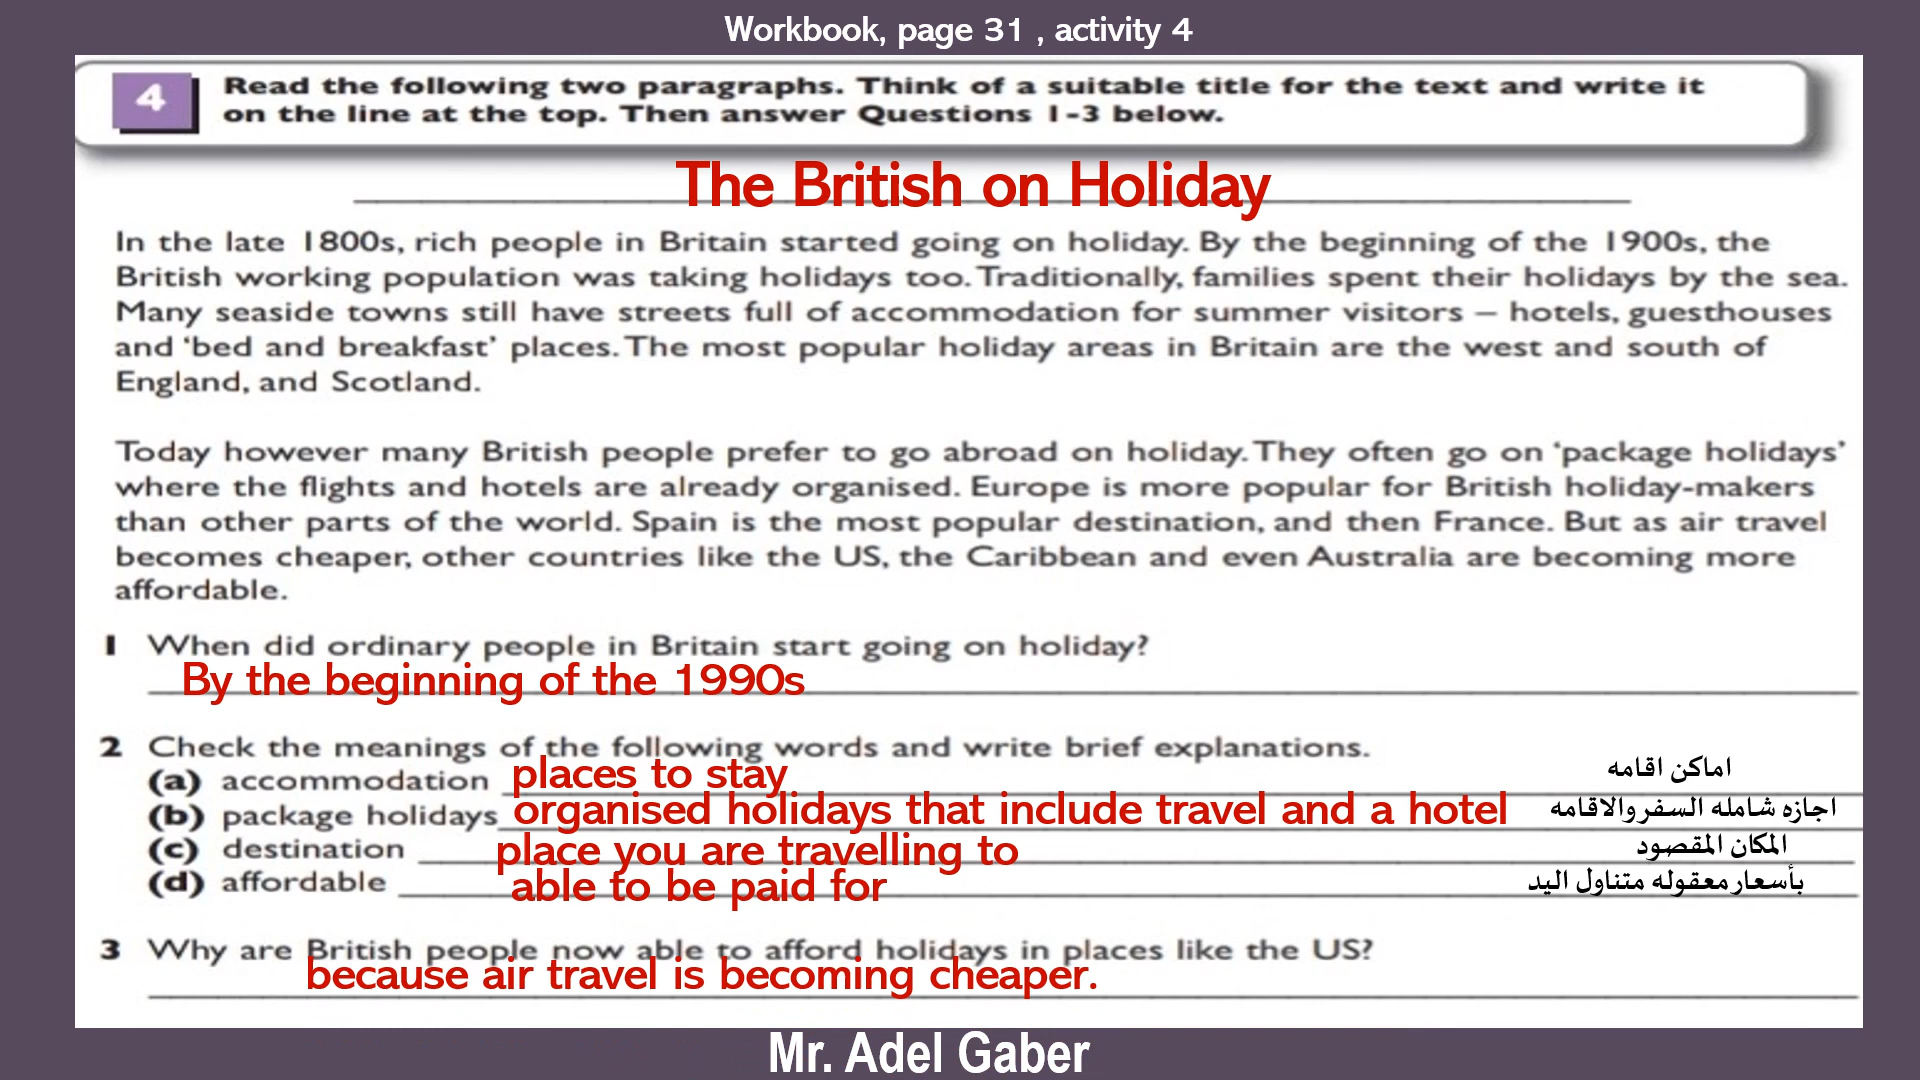 Workbook, page 31 , activity 4
4 Read the following two paragraphs. Think of a suitable title for the text and write it
on the line at the top. Then answer Questions 1-3 below.
The British on Holiday
In the late 1800s, rich people in Britain started going on holiday. By the beginning of the 1900s, the
British working population was taking holidays too. Traditionally, families spent their holidays by the sea.
Many seaside towns still have streets full of accommodation for summer visitors – hotels, guesthouses
and ‘bed and breakfast’ places. The most popular holiday areas in Britain are the west and south of
England, and Scotland.
Today however many British people prefer to go abroad on holiday. They often go on ‘package holidays’
where the flights and hotels are already organised. Europe is more popular for British holiday-makers
than other parts of the world. Spain is the most popular destination, and then France. But as air travel
becomes cheaper, other countries like the US, the Caribbean and even Australia are becoming more
affordable.
1 When did ordinary people in Britain start going on holiday?
By the beginning of the 1990s
2 Check the meanings of the following words and write brief explanations.
(a) accommodation places to stay اماكن اقامه
(b) package holidays organised holidays that include travel and a hotel اجازه شامله السفر والاقامه
(c) destination place you are travelling to المكان المقصود
(d) affordable able to be paid for بأسعار معقوله متناول اليد
3 Why are British people now able to afford holidays in places like the US?
because air travel is becoming cheaper.
Mr. Adel Gaber